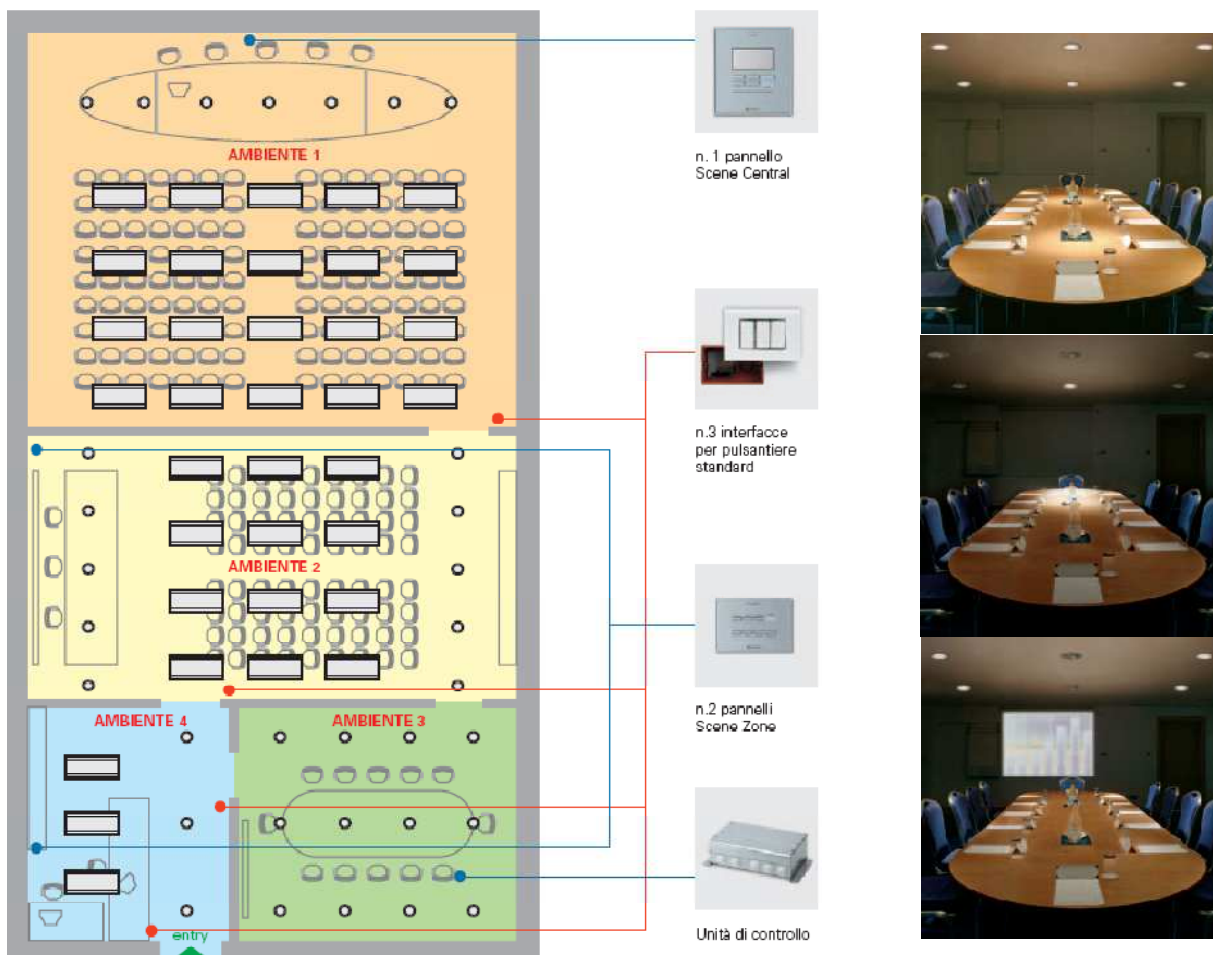 AMBIENTE 1
n. 1 pannello
Scene Central
n.3 interfacce
per pulsantiere
standard
AMBIENTE 2
n.2 pannelli
Scene Zone
AMBIENTE 4
AMBIENTE 3
Unità di controllo
entry